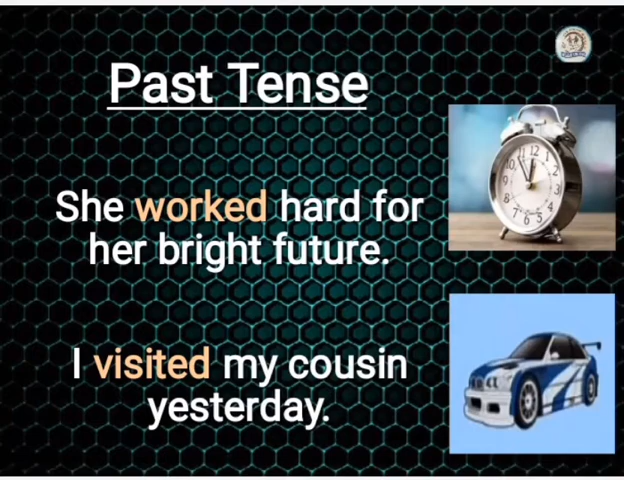 Past Tense
She worked hard for
her bright future.
I visited my cousin
yesterday.